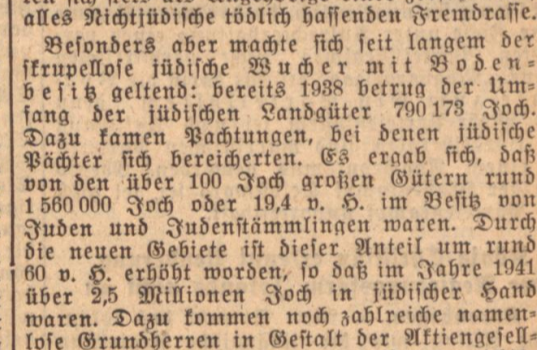 alles Nichtjüdische tödlich hassenden Fremdrasse.
Besonders aber machte sich seit langem der
skrupellose jüdische Wucher mit Boden-
besitz geltend: bereits 1938 betrug der Um-
fang der jüdischen Landgüter 790 173 Joch.
Dazu kamen Pachtungen, bei denen jüdische
Pächter sich bereicherten. Es ergab sich, daß
von den über 100 Joch großen Gütern rund
1 560 000 Joch oder 19,4 v. H. im Besitz von
Juden und Judenstämmlingen waren. Durch
die neuen Gebiete ist dieser Anteil um rund
60 v. H. erhöht worden, so daß im Jahre 1941
über 2,5 Millionen Joch in jüdischer Hand
waren. Dazu kommen noch zahlreiche namen-
lose Grundherren in Gestalt der Aktiengesell-